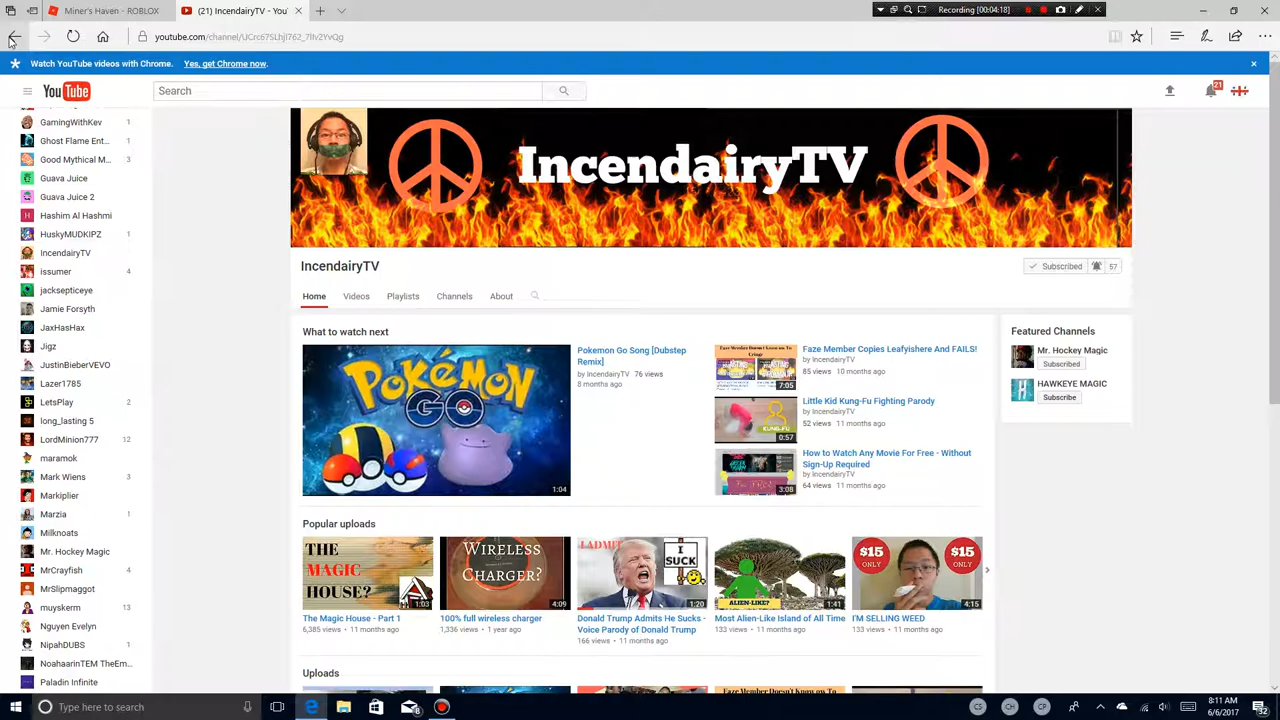 Miner's Haven - ROBLOX
IncendairyTV - You
Recording [00:04:18]
youtube.com/channel/UCrc67SLhjI762_7llv2YvQg
Watch YouTube videos with Chrome. Yes, get Chrome now.
YouTube
Search
21
GamingWithKev 1
Ghost Flame Ent... 1
Good Mythical M... 3
Guava Juice
Guava Juice 2
Hashim Al Hashmi
HuskyMUDKIPZ 1
IncendairyTV
issumer 4
jacksepticeye
Jamie Forsyth
JaxHasHax
Jigz
JustinBieberVEVO
Lazer1785
LetsPlay 2
long_lasting 5
LordMinion777 12
maramok
Mark Wiens 3
Markiplier
Marzia 1
Milknoats
Mr. Hockey Magic
MrCrayfish 4
MrSlipmaggot
muyskerm 13
Nguyen Evelyn
NipahDUBS 1
NoahaarinTEM TheEm...
Paladin Infinite
IncendairyTV
IncendairyTV
Subscribed 57
Home Videos Playlists Channels About
What to watch next
POKÉMON
GO
1:04
Pokemon Go Song [Dubstep
Remix]
by IncendairyTV 76 views
8 months ago
7:05
Faze Member Copies Leafyishere And FAILS!
by IncendairyTV
85 views • 10 months ago
KUNG-FU
0:57
Little Kid Kung-Fu Fighting Parody
by IncendairyTV
52 views • 11 months ago
3:08
How to Watch Any Movie For Free - Without
Sign-Up Required
by IncendairyTV
64 views • 11 months ago
Featured Channels
Mr. Hockey Magic
Subscribed
HAWKEYE MAGIC
Subscribe
Popular uploads
THE
MAGIC
HOUSE?
1:03
The Magic House - Part 1
6,385 views • 11 months ago
WIRELESS
CHARGER?
4:09
100% full wireless charger
1,336 views • 1 year ago
I ADMIT
I
SUCK
1:20
Donald Trump Admits He Sucks -
Voice Parody of Donald Trump
166 views • 11 months ago
ALIEN-LIKE?
1:41
Most Alien-Like Island of All Time
133 views • 11 months ago
$15
ONLY
$15
ONLY
4:15
I'M SELLING WEED
133 views • 11 months ago
Uploads
Type here to search
CS CH CP
8:11 AM
6/6/2017
32